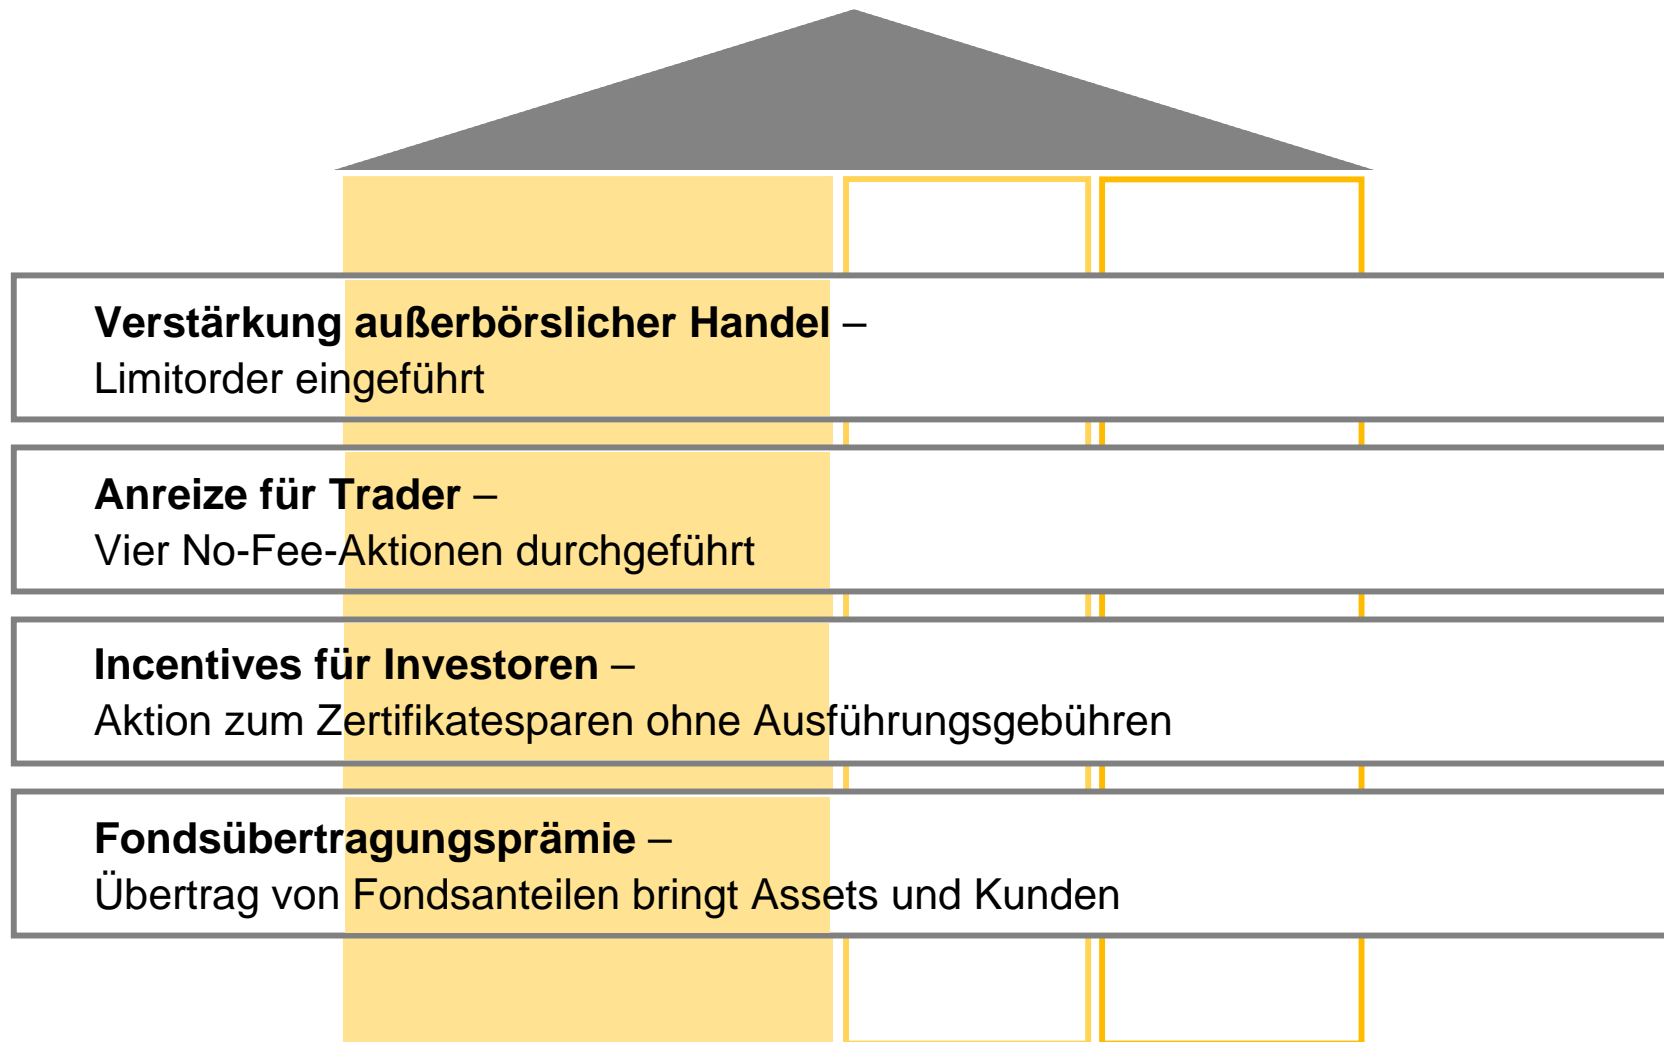 Verstärkung außerbörslicher Handel –
Limitorder eingeführt
Anreize für Trader –
Vier No-Fee-Aktionen durchgeführt
Incentives für Investoren –
Aktion zum Zertifikatesparen ohne Ausführungsgebühren
Fondsübertragungsprämie –
Übertrag von Fondsanteilen bringt Assets und Kunden